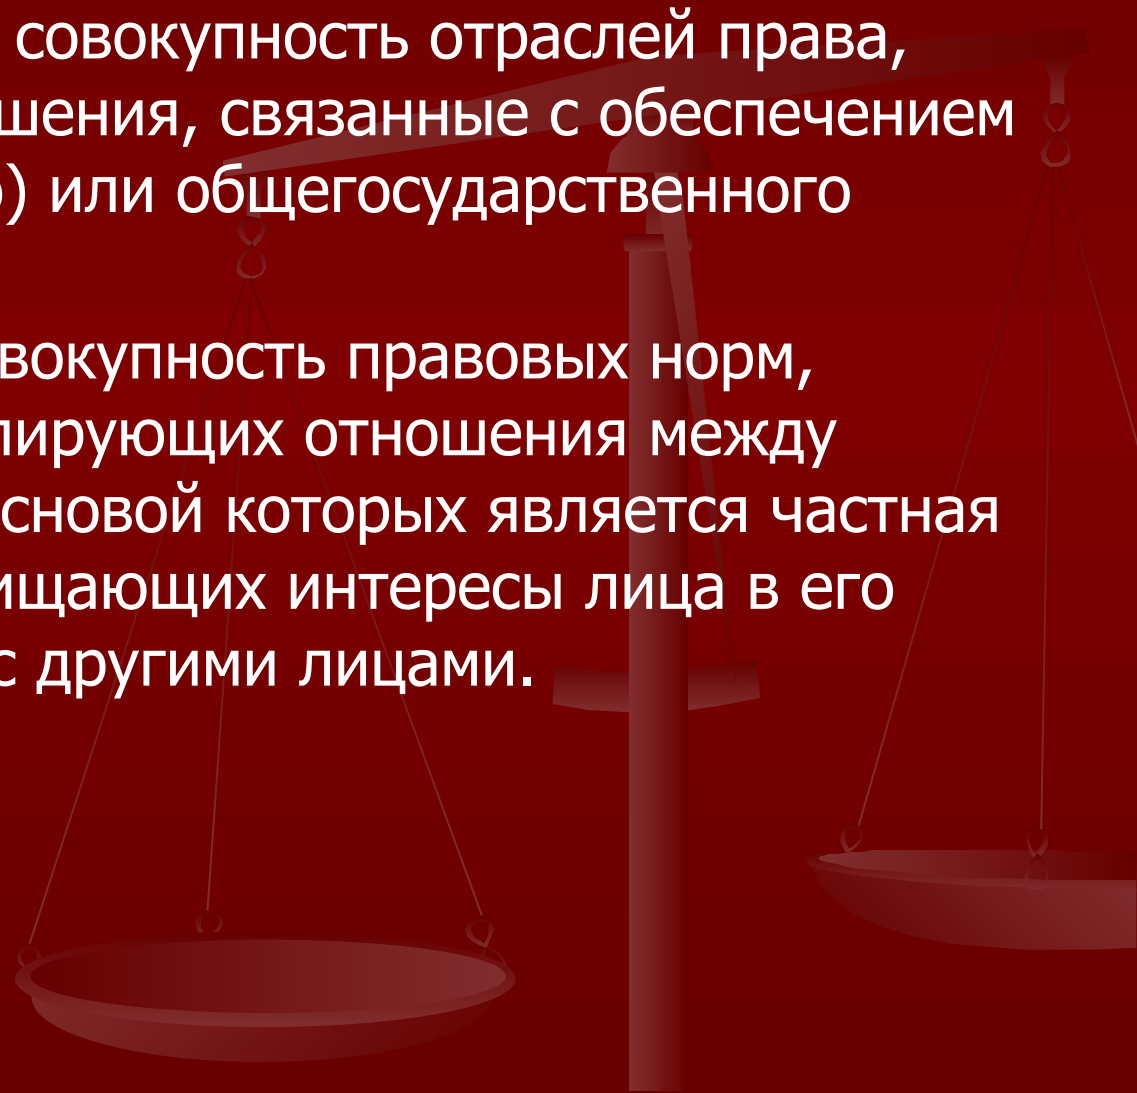 совокупность отраслей права,
шения, связанные с обеспечением
о) или общегосударственного
вокупность правовых норм,
лирующих отношения между
сновой которых является частная
ищающих интересы лица в его
с другими лицами.